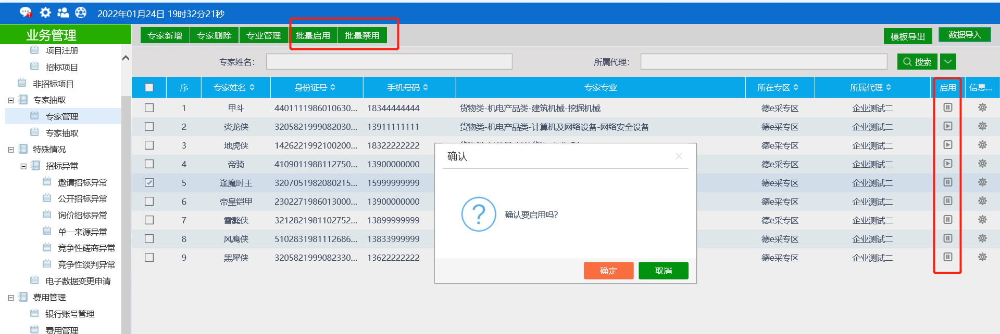 2022年01月24日 19时32分21秒
业务管理
项目注册
招标项目
非招标项目
专家抽取
专家管理
专家抽取
特殊情况
招标异常
邀请招标异常
公开招标异常
询价招标异常
单一来源异常
竞争性磋商异常
竞争性谈判异常
电子数据变更申请
费用管理
银行账号管理
费用管理
专家新增 专家删除 专业管理 批量启用 批量禁用 模板导出 数据导入
专家姓名: 所属代理: 搜索
序 专家姓名 身份证号 手机号码 专家专业 所在专区 所属代理 启用 信息...
1 甲斗 4401111986010630... 18344444444 货物类-机电产品类-建筑机械-挖掘机械 德e采专区 企业测试二
2 炎龙侠 3205821999082030... 13911111111 货物类-机电产品类-计算机及网络设备-网络安全设备 德e采专区 企业测试二
3 地虎侠 1426221992100200... 18322222222 德e采专区 企业测试二
4 帝骑 4109011988112750... 13900000000 德e采专区 企业测试二
5 逢魔时王 3207051982080215... 15999999999 德e采专区 企业测试二
6 帝皇铠甲 2302271986013000... 13900000000 德e采专区 企业测试二
7 雪獒侠 3212821981102752... 13899999999 德e采专区 企业测试二
8 风鹰侠 5102831981112686... 13833999999 德e采专区 企业测试二
9 黑犀侠 3205821999082330... 13622222222 德e采专区 企业测试二
确认
确认要启用吗?
确定 取消